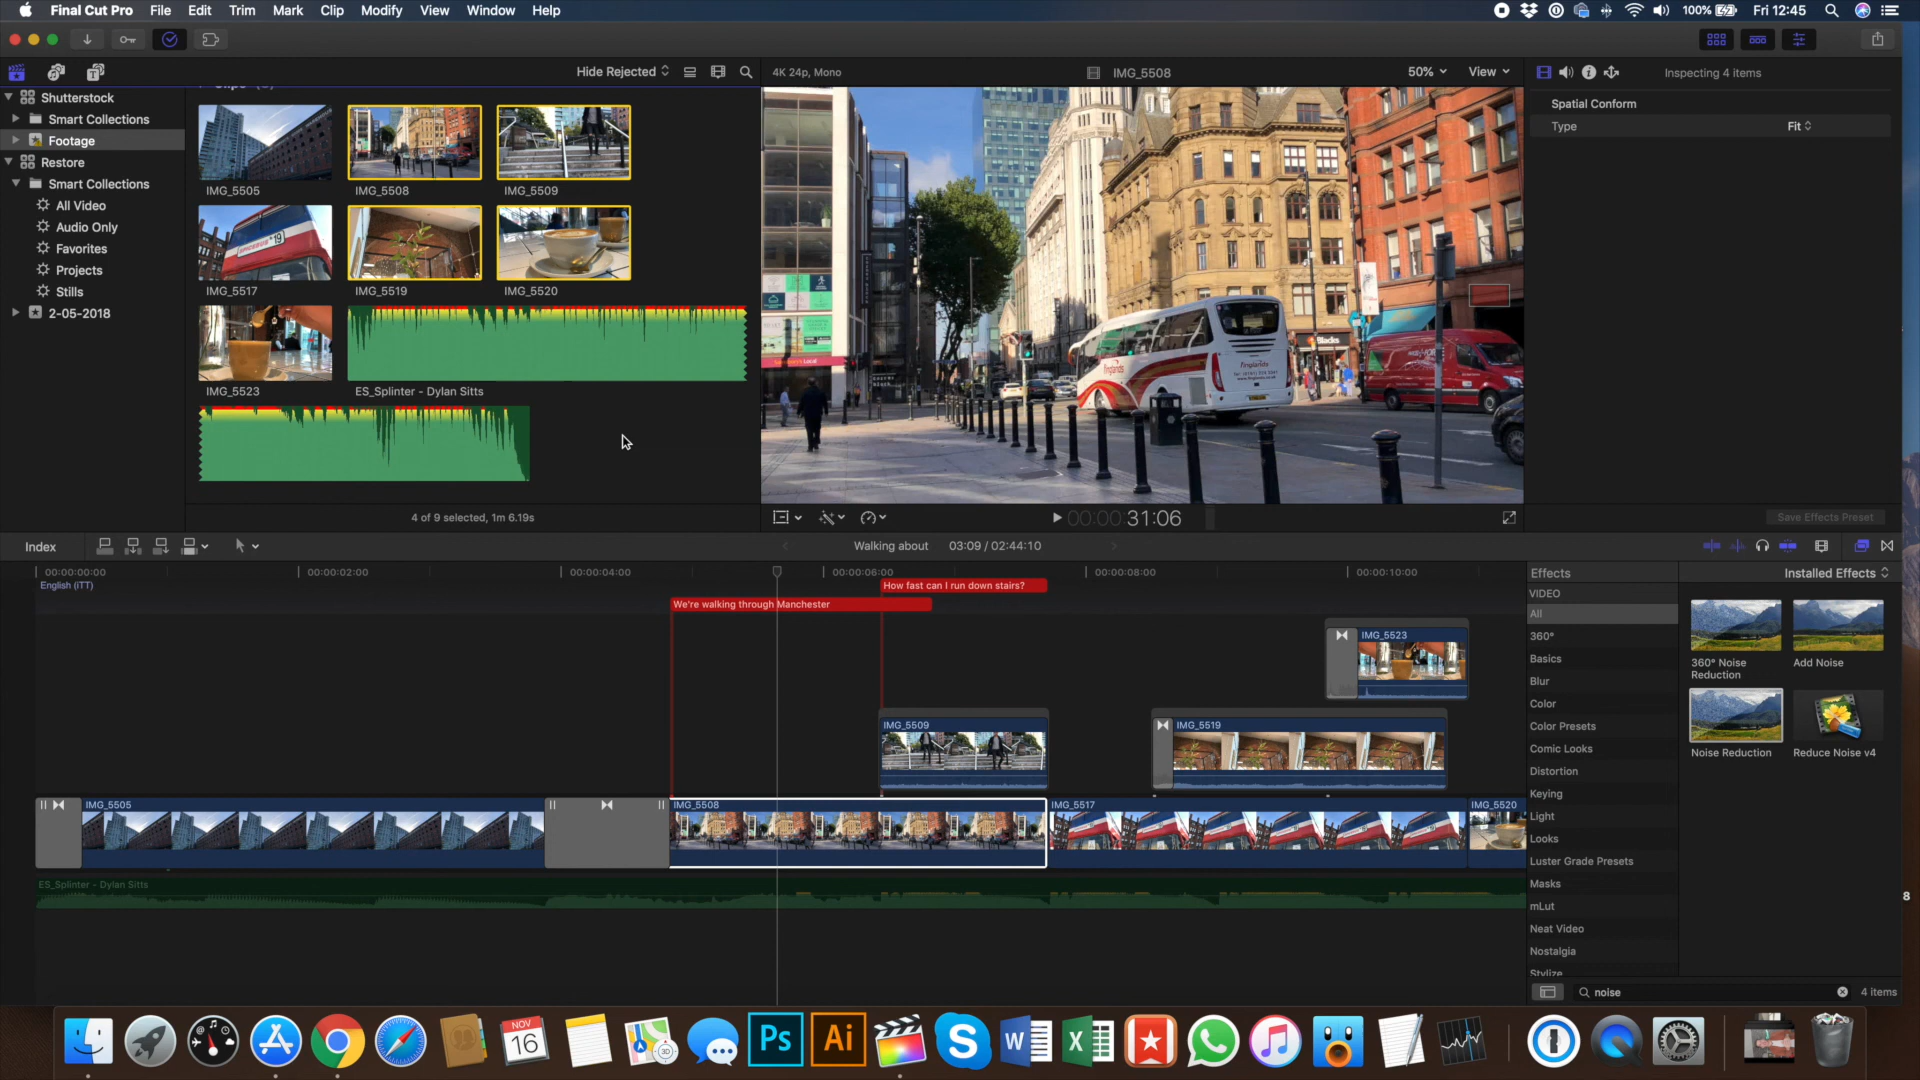 Final Cut Pro File Edit Trim Mark Clip Modify View Window Help
100% Fri 12:45
Hide Rejected
4K 24p, Mono
IMG_5508
50% View
Inspecting 4 items
Shutterstock
Smart Collections
Footage
Restore
Smart Collections
All Video
Audio Only
Favorites
Projects
Stills
2-05-2018
IMG_5505
IMG_5508
IMG_5509
IMG_5517
IMG_5519
IMG_5520
IMG_5523
ES_Splinter - Dylan Sitts
4 of 9 selected, 1m 6.19s
Finglands
Blacks
00:00:31:06
Spatial Conform
Type Fit
Save Effects Preset
Index
Walking about 03:09 / 02:44:10
00:00:00:00 00:00:02:00 00:00:04:00 00:00:06:00 00:00:08:00 00:00:10:00
English (iTT)
How fast can I run down stairs?
We're walking through Manchester
IMG_5523
IMG_5509
IMG_5519
IMG_5505
IMG_5508
IMG_5517
IMG_5520
ES_Splinter - Dylan Sitts
Effects
Installed Effects
VIDEO
All
360°
Basics
Blur
Color
Color Presets
Comic Looks
Distortion
Keying
Light
Looks
Luster Grade Presets
Masks
mLut
Neat Video
Nostalgia
Stylize
360° Noise
Reduction
Add Noise
Noise Reduction
Reduce Noise v4
noise
4 items
8
NOV
16
3D
Ps
Ai
S
W
X